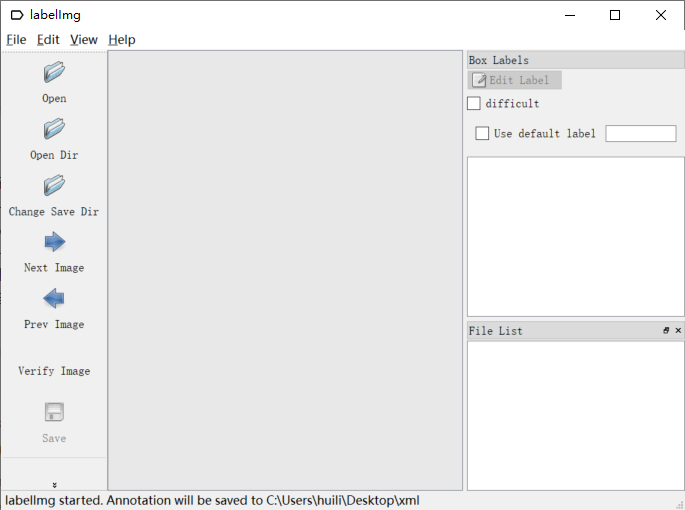 labelImg
File Edit View Help
Open
Open Dir
Change Save Dir
Next Image
Prev Image
Verify Image
Save
Box Labels
Edit Label
difficult
Use default label
File List
labelImg started. Annotation will be saved to C:\Users\huili\Desktop\xml